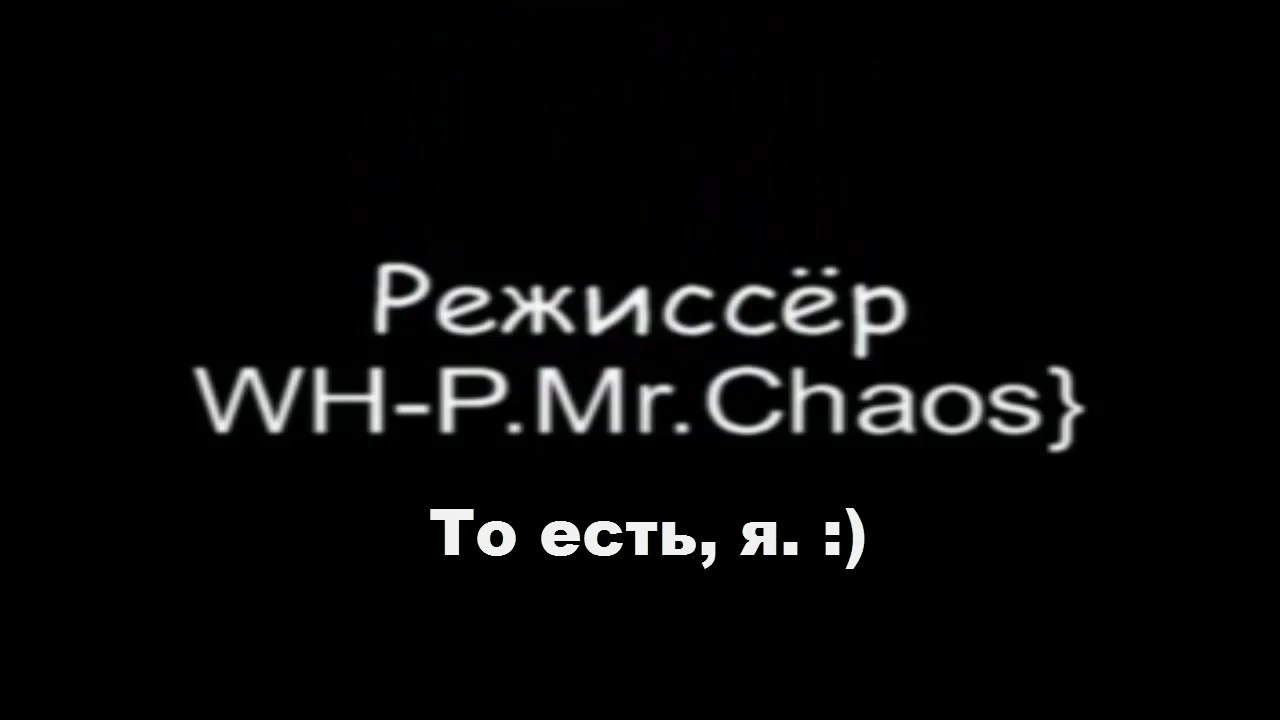 Режиссёр
WH-P.Mr.Chaos}
То есть, я. :)